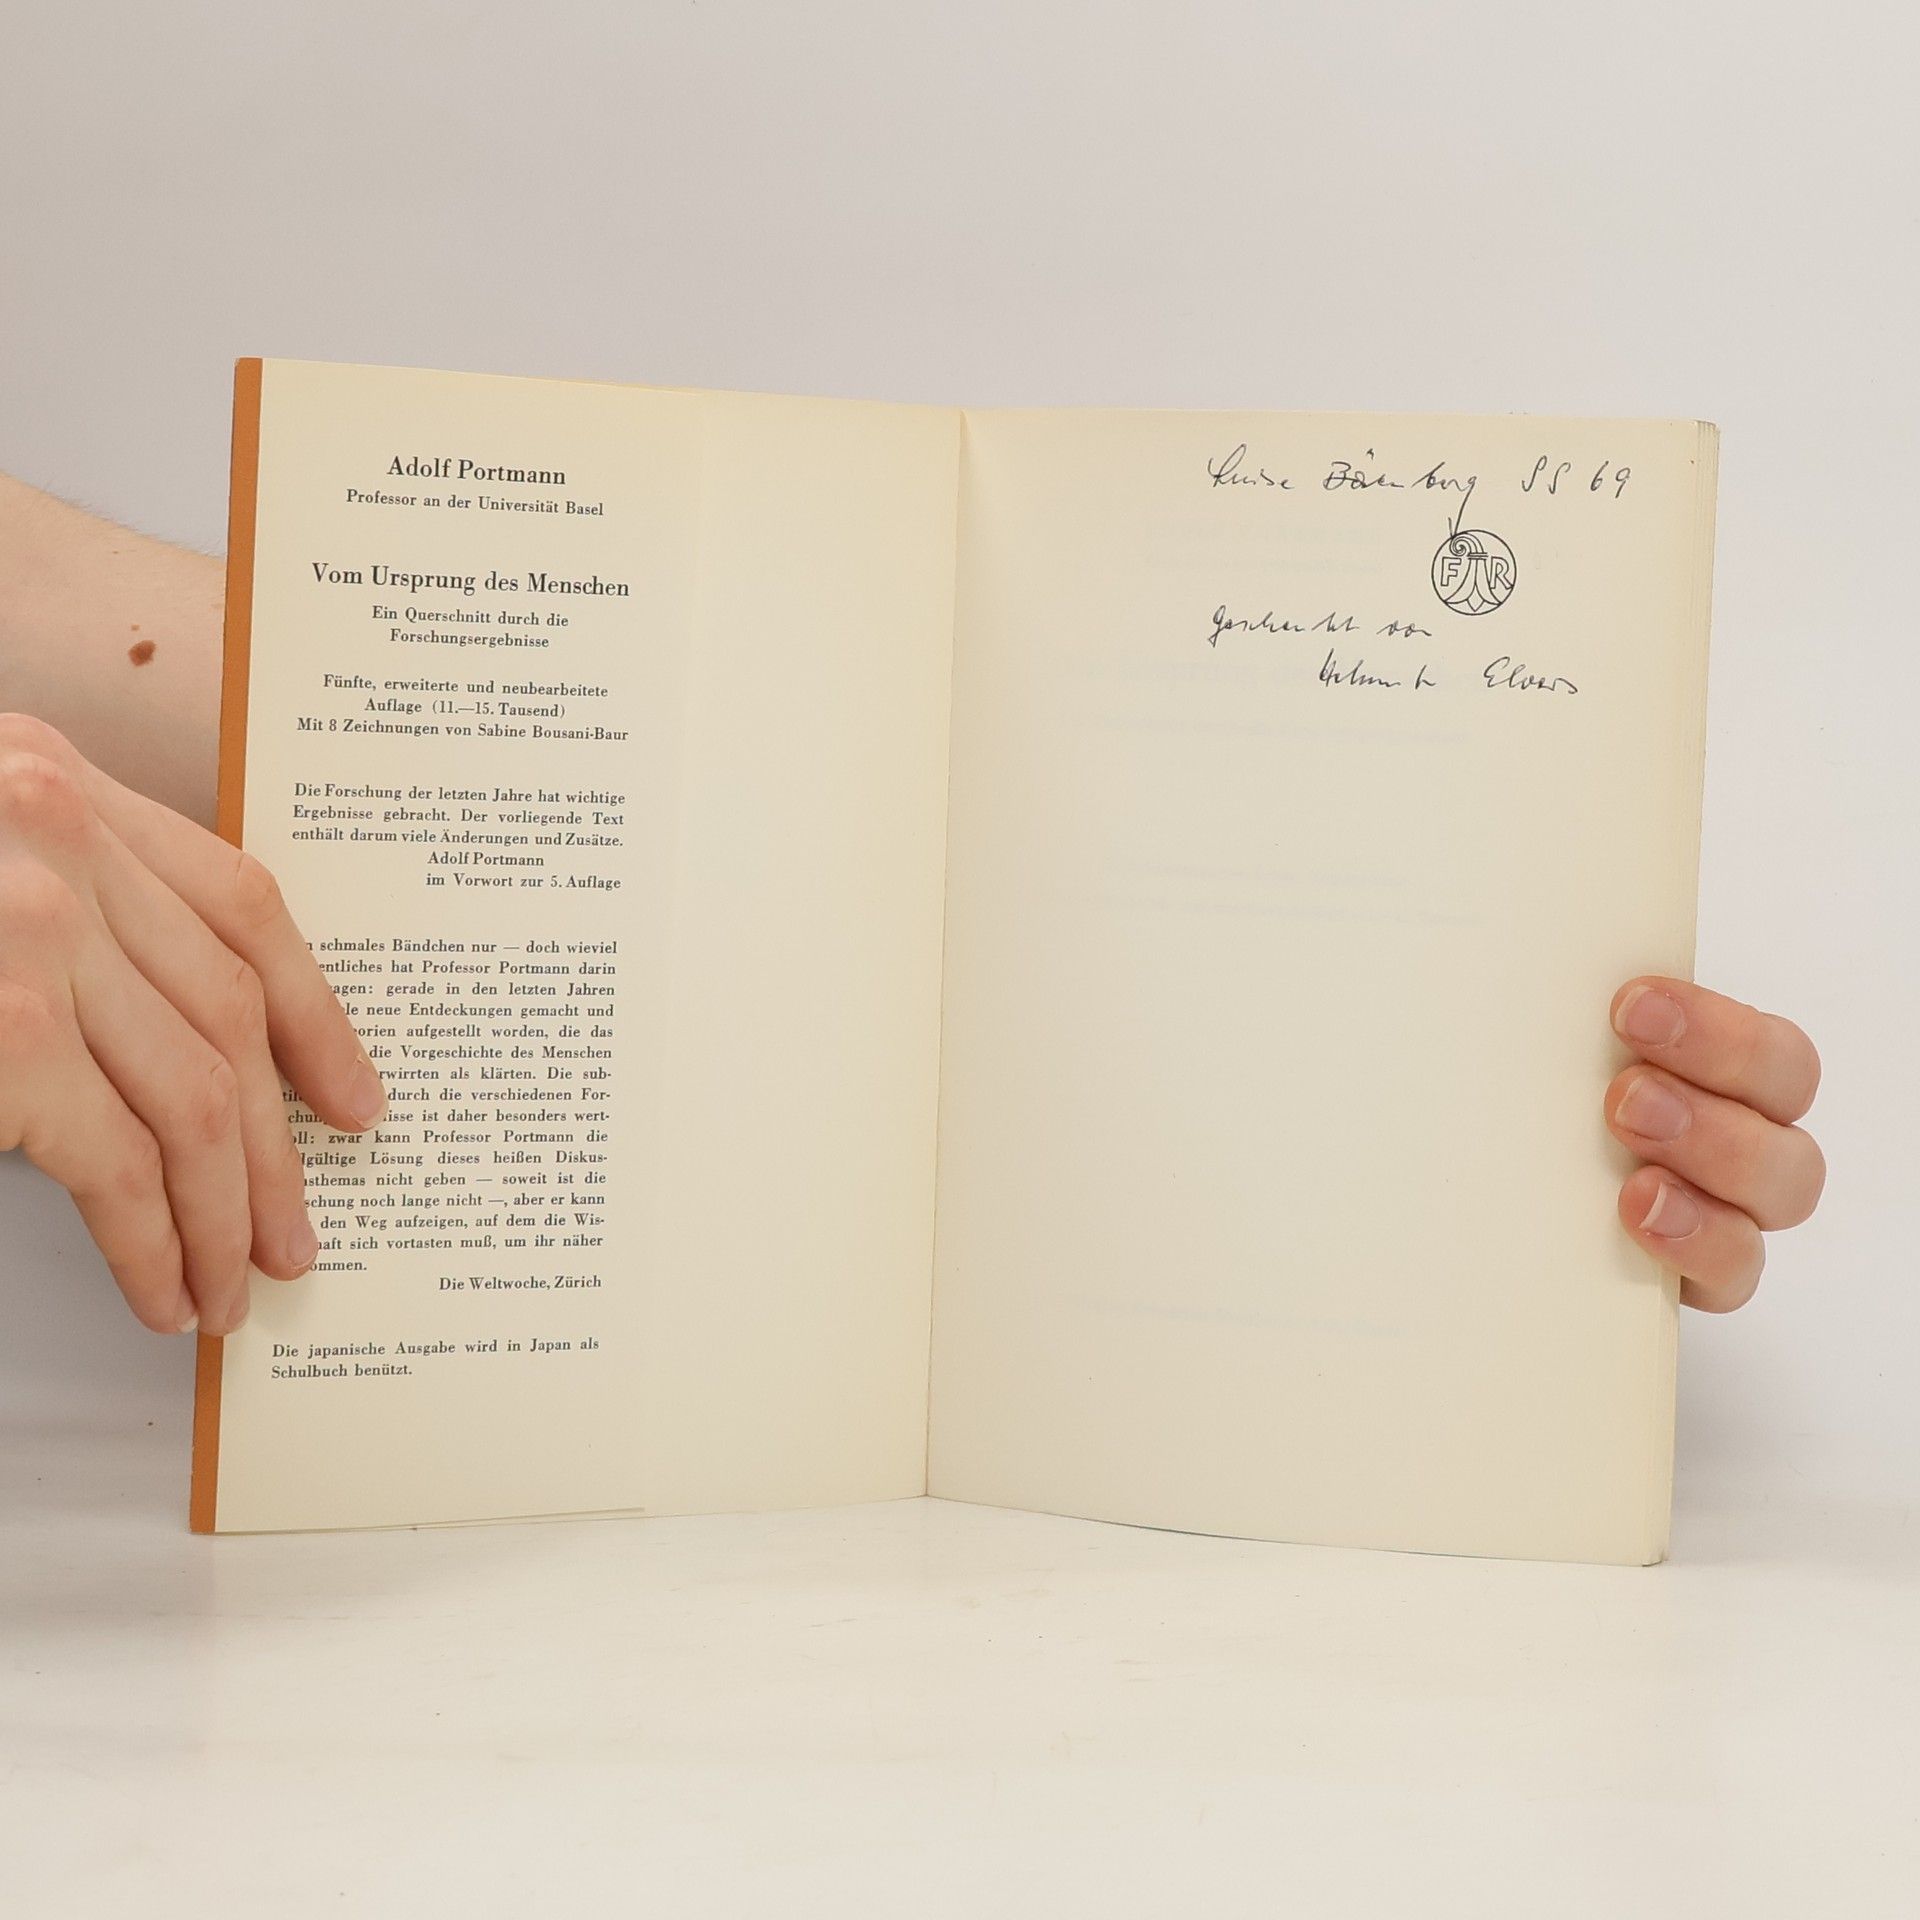 Adolf Portmann
Professor an der Universität Basel
Vom Ursprung des Menschen
Ein Querschnitt durch die
Forschungsergebnisse
Fünfte, erweiterte und neubearbeitete
Auflage (11.—15. Tausend)
Mit 8 Zeichnungen von Sabine Bousani-Baur
Die Forschung der letzten Jahre hat wichtige
Ergebnisse gebracht. Der vorliegende Text
enthält darum viele Änderungen und Zusätze.
Adolf Portmann
im Vorwort zur 5. Auflage
schmales Bändchen nur — doch wieviel
entliches hat Professor Portmann darin
agen: gerade in den letzten Jahren
le neue Entdeckungen gemacht und
orien aufgestellt worden, die das
die Vorgeschichte des Menschen
rwirrten als klärten. Die sub-
durch die verschiedenen For-
isse ist daher besonders wert-
ll: zwar kann Professor Portmann die
gültige Lösung dieses heißen Diskus-
sthemas nicht geben — soweit ist die
schung noch lange nicht —, aber er kann
den Weg aufzeigen, auf dem die Wis-
aft sich vortasten muß, um ihr näher
ommen.
Die Weltwoche, Zürich
Die japanische Ausgabe wird in Japan als
Schulbuch benützt.
Luise SS 69
F R
Geschenkt von
Helmut Elvers